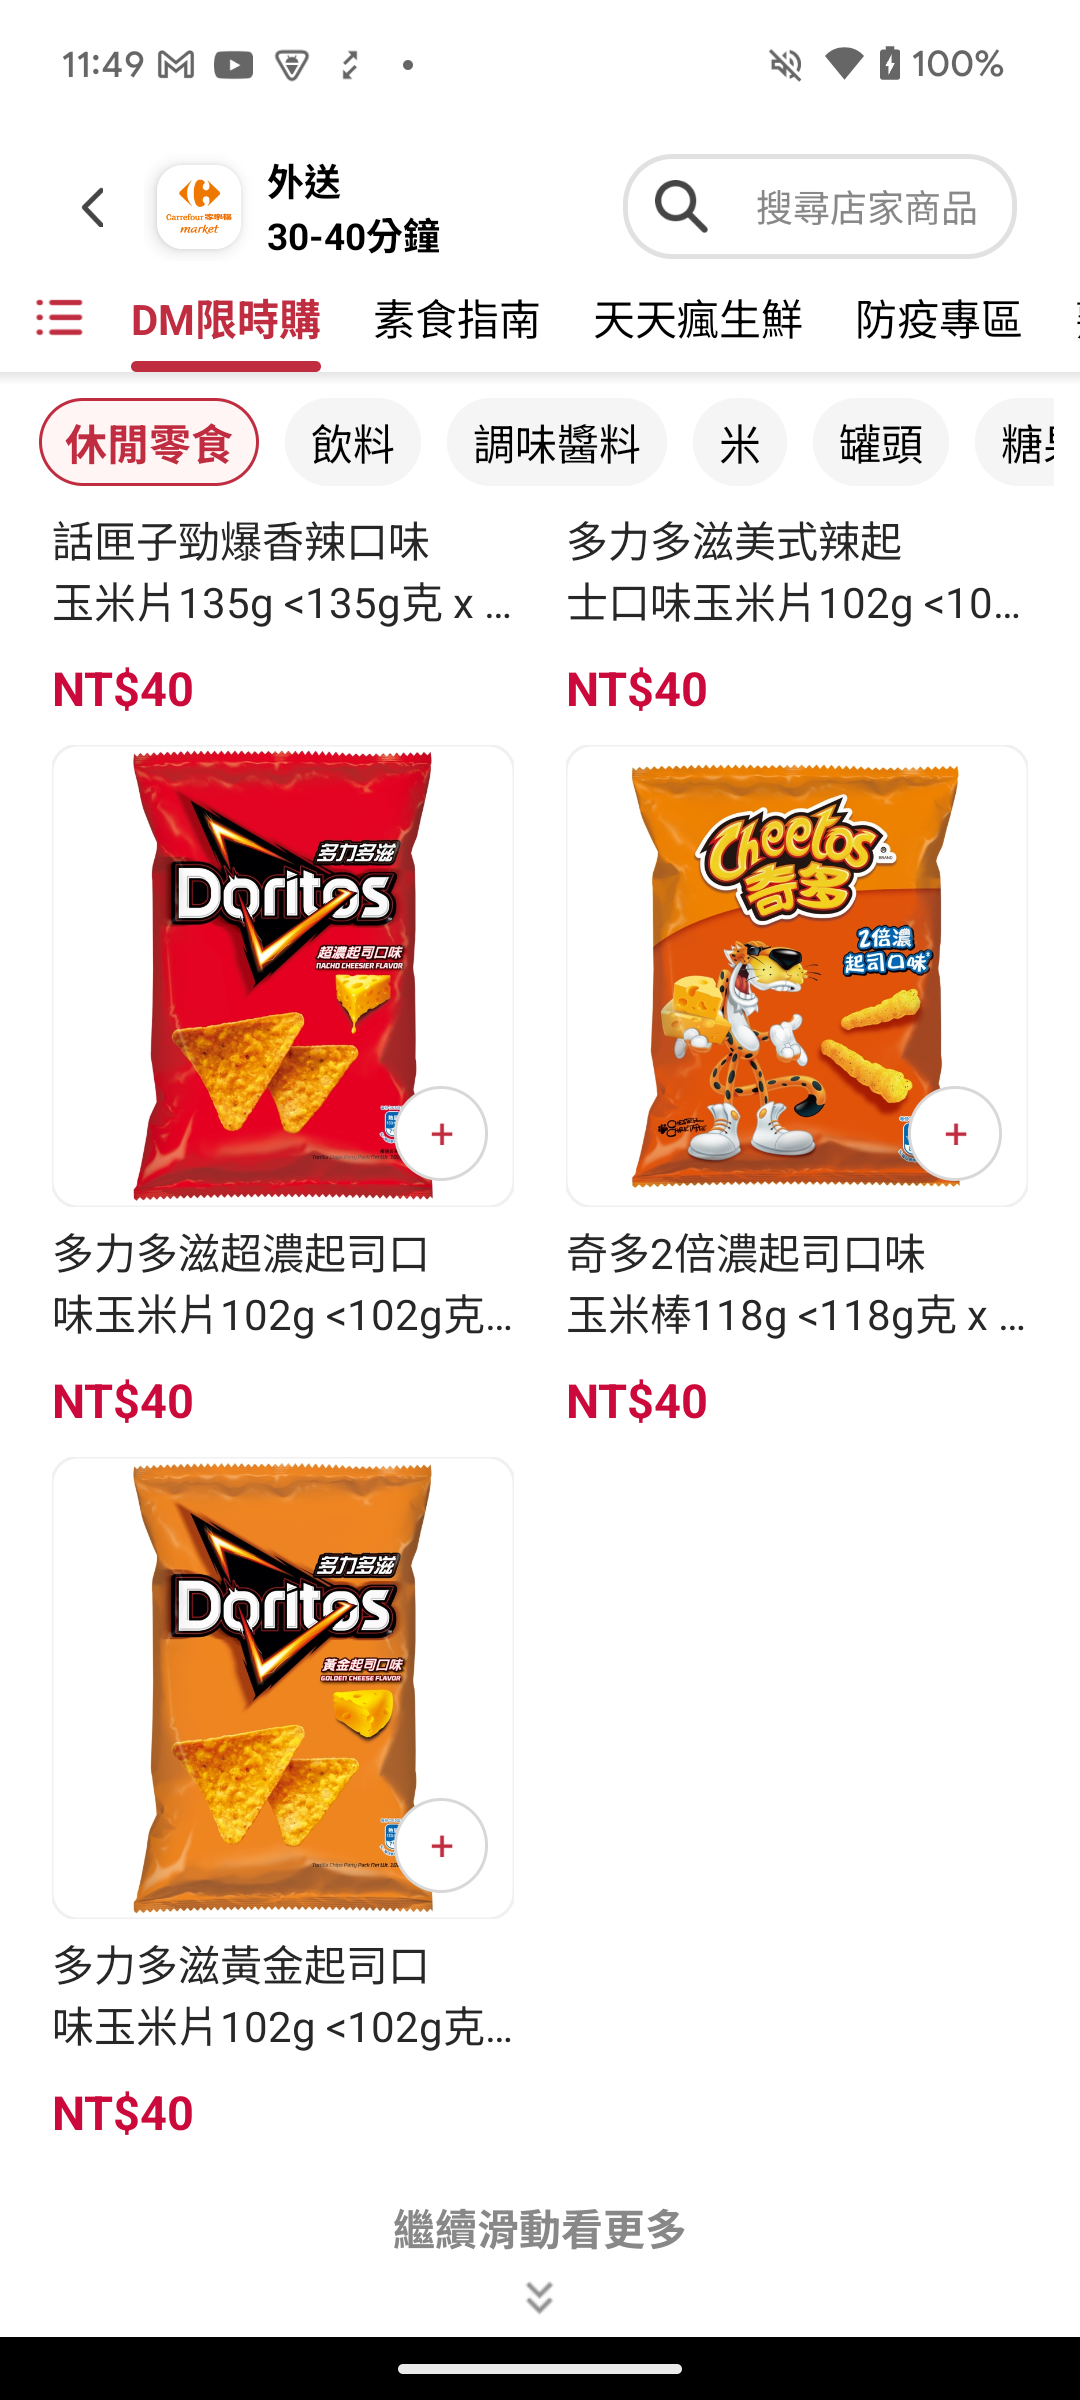 11:49
100%
Carrefour 家樂福
market
外送
30-40分鐘
搜尋店家商品
DM限時購
素食指南
天天瘋生鮮
防疫專區
休閒零食
飲料
調味醬料
米
罐頭
糖
話匣子勁爆香辣口味
玉米片135g <135g克 x ...
NT$40
多力多滋美式辣起
士口味玉米片102g <10...
NT$40
多力多滋
Doritos
超濃起司口味
NACHO CHEESIER FLAVOR
+
Cheetos
奇多
2倍濃
起司口味
+
多力多滋超濃起司口
味玉米片102g <102g克...
NT$40
奇多2倍濃起司口味
玉米棒118g <118g克 x ...
NT$40
多力多滋
Doritos
黃金起司口味
GOLDEN CHEESE FLAVOR
+
多力多滋黃金起司口
味玉米片102g <102g克...
NT$40
繼續滑動看更多